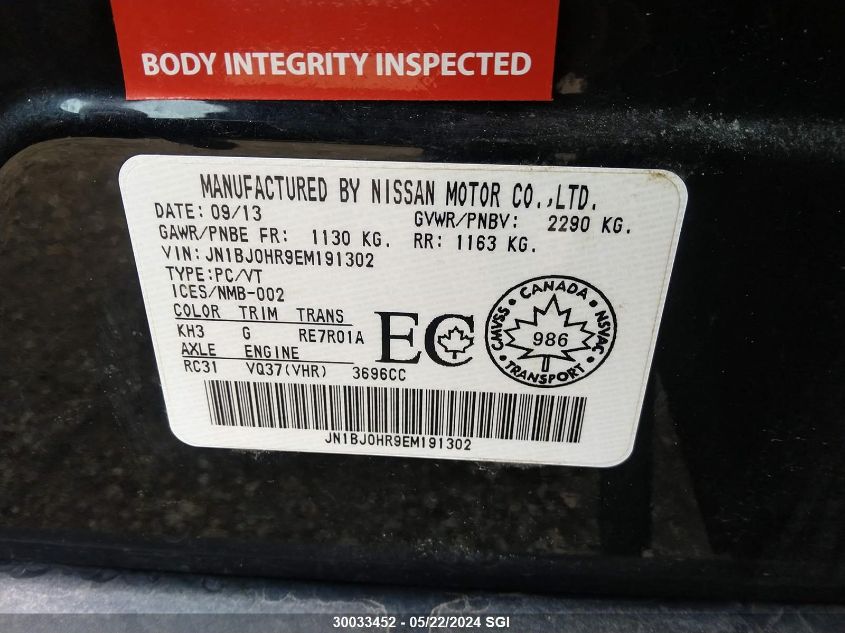 BODY INTEGRITY INSPECTED
MANUFACTURED BY NISSAN MOTOR CO.,LTD.
DATE: 09/13 GVWR/PNBV: 2290 KG.
GAWR/PNBE FR: 1130 KG. RR: 1163 KG.
VIN: JN1BJ0HR9EM191302
TYPE:PC/VT
ICES/NMB-002
COLOR TRIM TRANS
KH3 G RE7R01A
AXLE ENGINE
RC31 VQ37(VHR) 3696CC
EC
CANADA
CMVSS NSVAC
986
TRANSPORT
JN1BJ0HR9EM191302
30033452 - 05/22/2024 SGI